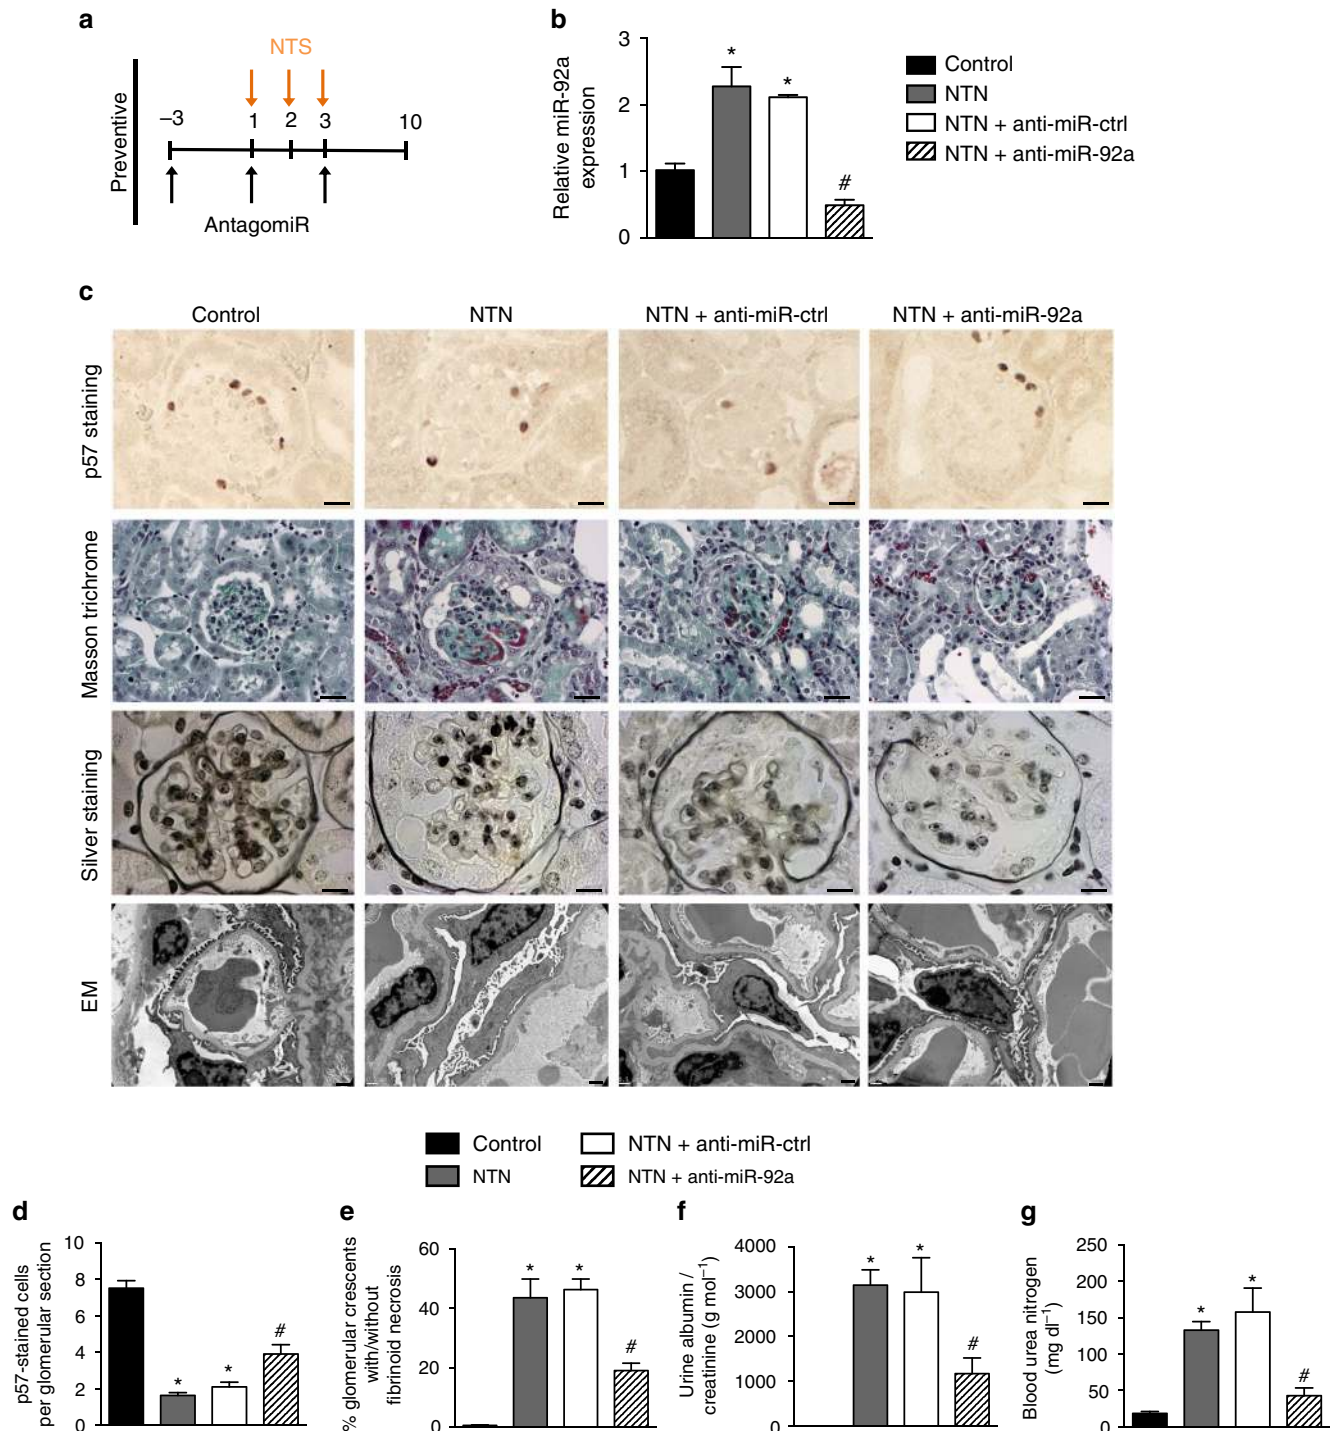 a
NTS
Preventive
–3
1
2
3
10
AntagomiR
b
Relative miR-92a
expression
3
2
1
0
*
*
#
Control
NTN
NTN + anti-miR-ctrl
NTN + anti-miR-92a
c
Control
NTN
NTN + anti-miR-ctrl
NTN + anti-miR-92a
p57 staining
Masson trichrome
Silver staining
EM
Control
NTN + anti-miR-ctrl
NTN
NTN + anti-miR-92a
d
p57-stained cells
per glomerular section
10
8
6
4
2
0
*
*
#
e
% glomerular crescents
with/without
fibrinoid necrosis
60
40
20
0
*
*
#
f
Urine albumin /
creatinine (g mol⁻¹)
4000
3000
2000
1000
0
*
*
#
g
Blood urea nitrogen
(mg dl⁻¹)
250
200
150
100
50
0
*
*
#